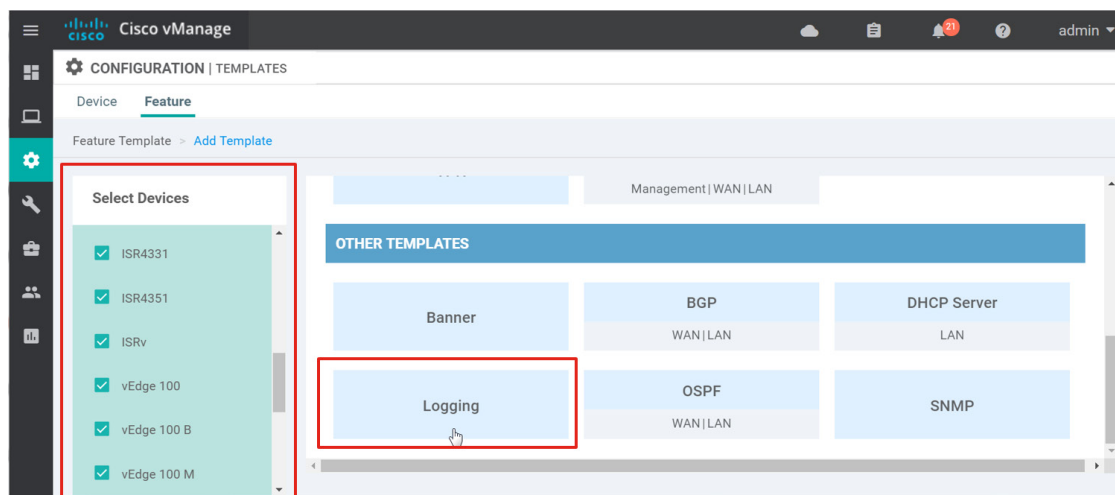 cisco Cisco vManage
21
admin
CONFIGURATION | TEMPLATES
Device Feature
Feature Template > Add Template
Select Devices
ISR4331
ISR4351
ISRv
vEdge 100
vEdge 100 B
vEdge 100 M
Management | WAN | LAN
OTHER TEMPLATES
Banner
BGP
WAN | LAN
DHCP Server
LAN
Logging
OSPF
WAN | LAN
SNMP